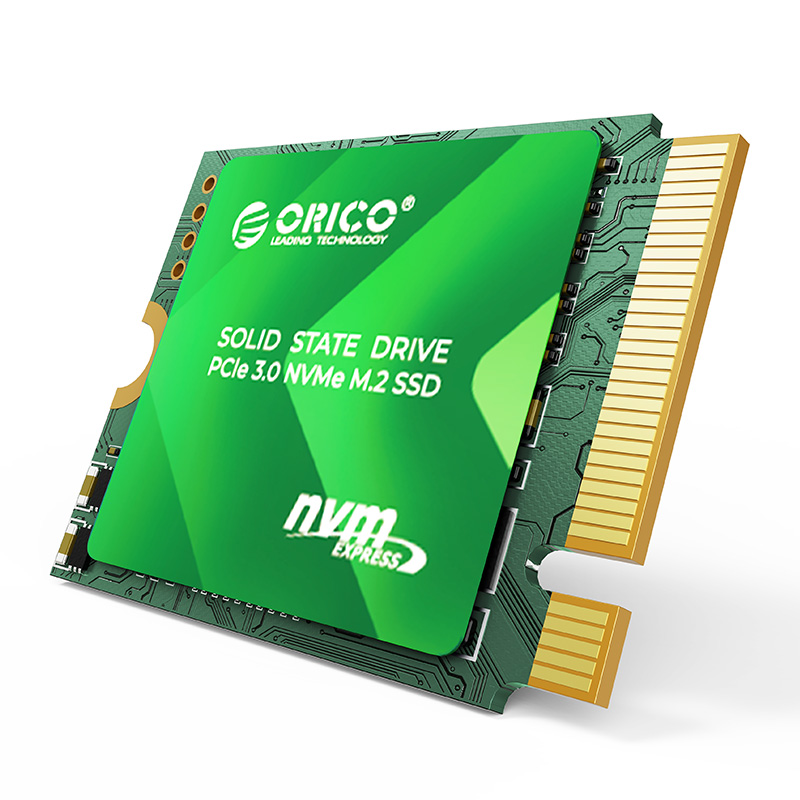 ORICO®
LEADING TECHNOLOGY
SOLID STATE DRIVE
PCIe 3.0 NVMe M.2 SSD
nvm
EXPRESS